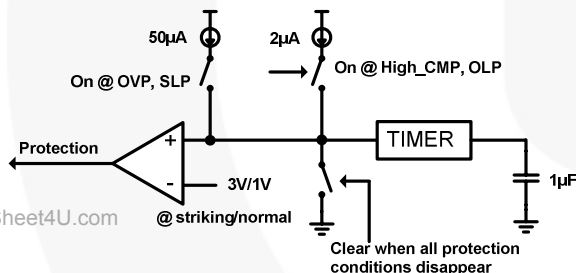 50µA
2µA
On @ OVP, SLP
On @ High_CMP, OLP
Protection
+
TIMER
-
3V/1V
1µF
@ striking/normal
Sheet4U.com
Clear when all protection
conditions disappear